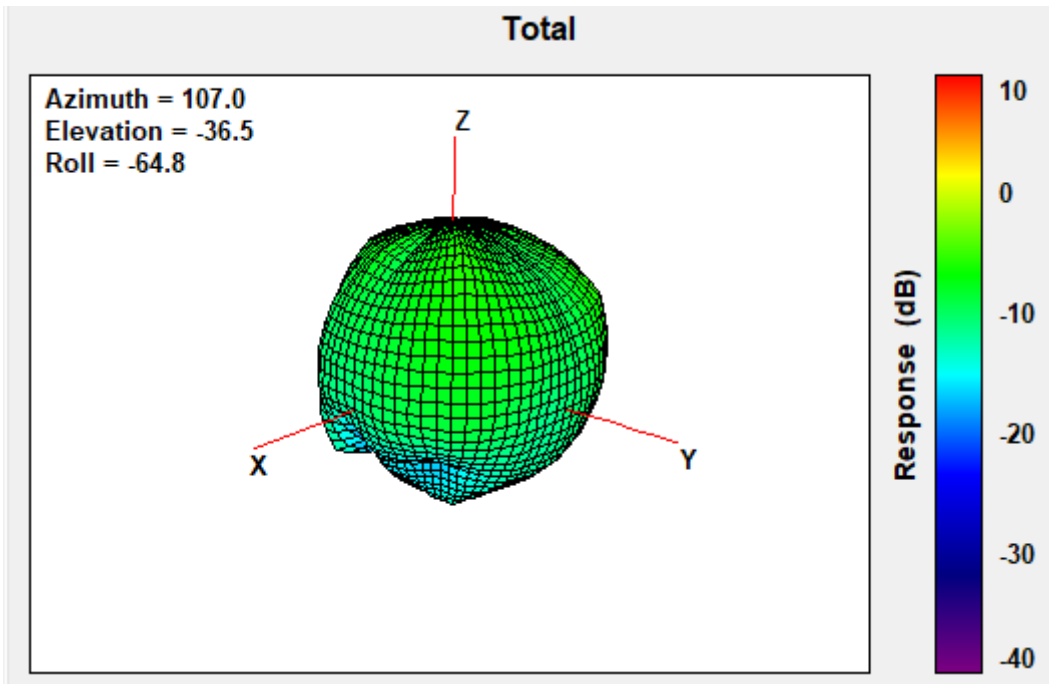 Total
Azimuth = 107.0
Elevation = -36.5
Roll = -64.8
Z
X
Y
10
0
-10
-20
-30
-40
Response (dB)